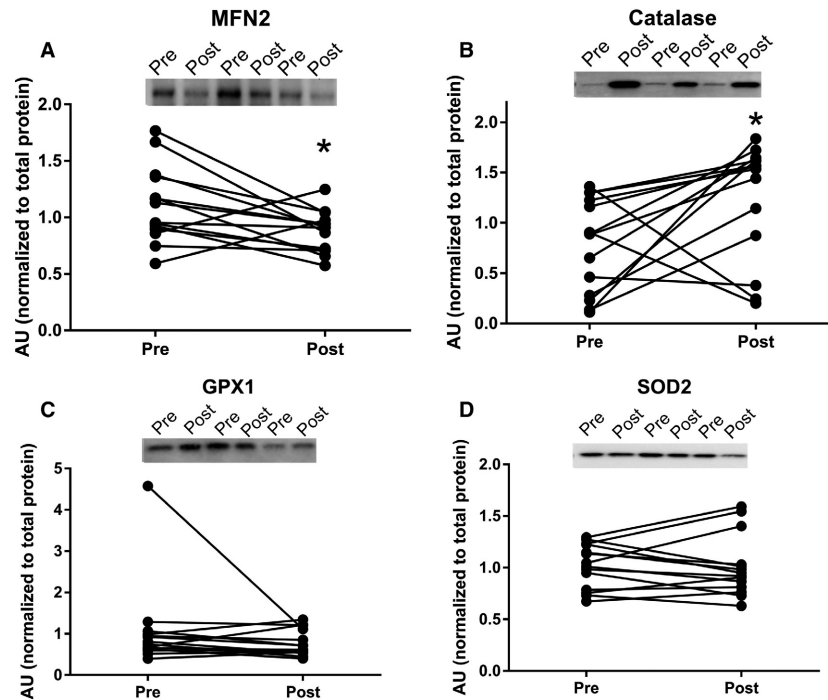 MFN2
A
Pre Post Pre Post Pre Post
AU (normalized to total protein)
2.0
*
1.5
1.0
0.5
0.0
Pre Post
Catalase
B
Pre Post Pre Post Pre Post
AU (normalized to total protein)
*
2.0
1.5
1.0
0.5
0.0
Pre Post
GPX1
C
Pre Post Pre Post Pre Post
AU (normalized to total protein)
5
4
3
2
1
0
Pre Post
SOD2
D
Pre Post Pre Post Pre Post
AU (normalized to total protein)
2.0
1.5
1.0
0.5
0.0
Pre Post